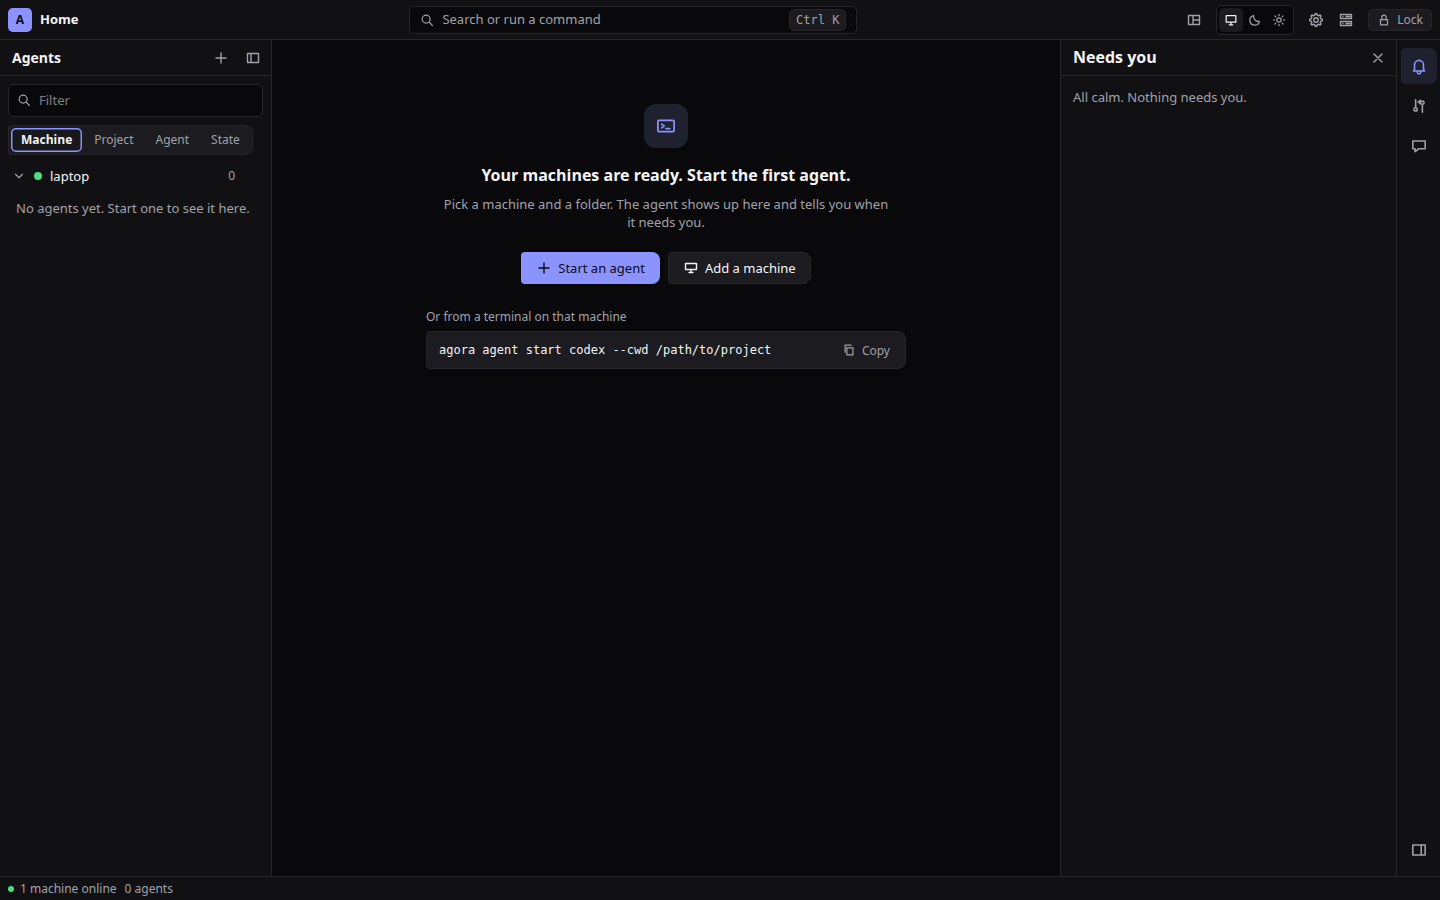 A Home
Search or run a command Ctrl K
Lock
Agents
Filter
Machine Project Agent State
laptop 0
No agents yet. Start one to see it here.
Your machines are ready. Start the first agent.
Pick a machine and a folder. The agent shows up here and tells you when
it needs you.
Start an agent Add a machine
Or from a terminal on that machine
agora agent start codex --cwd /path/to/project Copy
Needs you
All calm. Nothing needs you.
1 machine online 0 agents